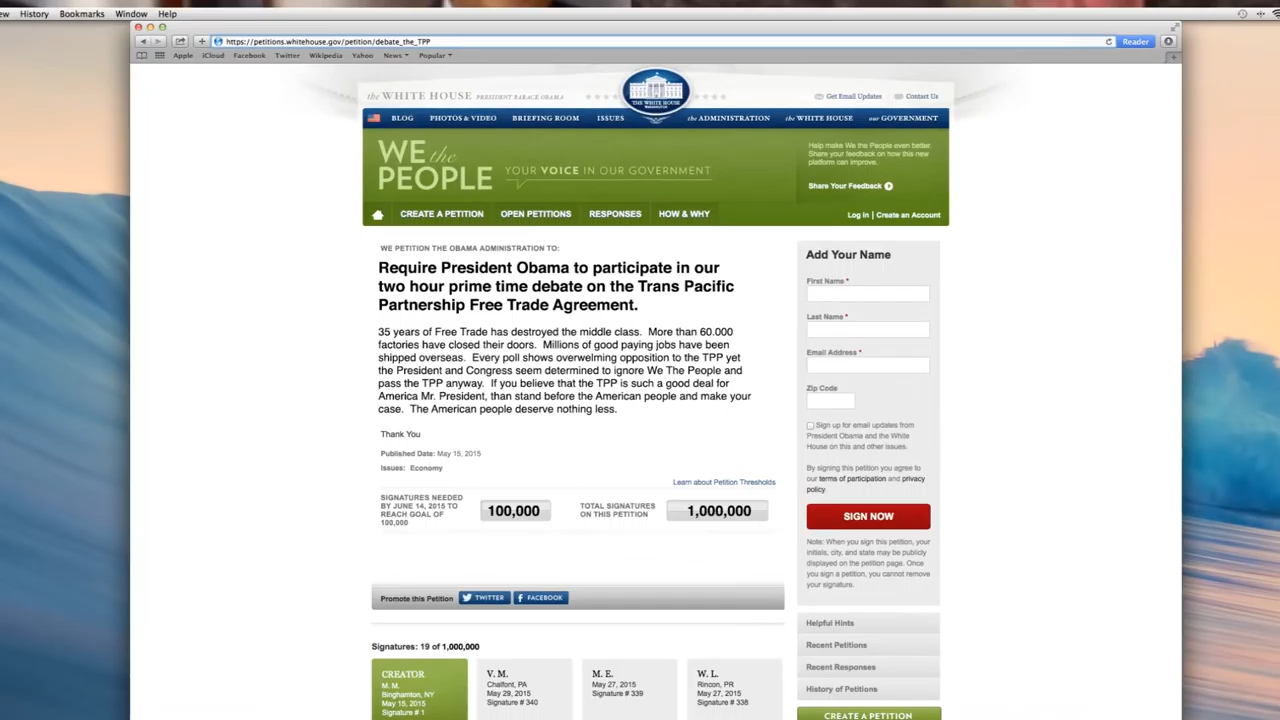 ew History Bookmarks Window Help
https://petitions.whitehouse.gov/petition/debate_the_TPP
Reader
Apple iCloud Facebook Twitter Wikipedia Yahoo News Popular
the WHITE HOUSE PRESIDENT BARACK OBAMA
THE WHITE HOUSE
WASHINGTON
Get Email Updates Contact Us
BLOG PHOTOS & VIDEO BRIEFING ROOM ISSUES the ADMINISTRATION the WHITE HOUSE our GOVERNMENT
WE the
PEOPLE
YOUR VOICE IN OUR GOVERNMENT
Help make We the People even better.
Share your feedback on how this new
platform can improve.
Share Your Feedback
CREATE A PETITION OPEN PETITIONS RESPONSES HOW & WHY
Log In | Create an Account
WE PETITION THE OBAMA ADMINISTRATION TO:
Require President Obama to participate in our
two hour prime time debate on the Trans Pacific
Partnership Free Trade Agreement.
35 years of Free Trade has destroyed the middle class. More than 60.000
factories have closed their doors. Millions of good paying jobs have been
shipped overseas. Every poll shows overwelming opposition to the TPP yet
the President and Congress seem determined to ignore We The People and
pass the TPP anyway. If you believe that the TPP is such a good deal for
America Mr. President, than stand before the American people and make your
case. The American people deserve nothing less.
Thank You
Published Date: May 15, 2015
Issues: Economy
Learn about Petition Thresholds
SIGNATURES NEEDED
BY JUNE 14, 2015 TO
REACH GOAL OF
100,000
100,000
TOTAL SIGNATURES
ON THIS PETITION
1,000,000
Promote this Petition TWITTER FACEBOOK
Signatures: 19 of 1,000,000
CREATOR
M. M.
Binghamton, NY
May 15, 2015
Signature # 1
V. M.
Chalfont, PA
May 29, 2015
Signature # 340
M. E.
May 27, 2015
Signature # 339
W. L.
Rincon, PR
May 27, 2015
Signature # 338
Add Your Name
First Name *
Last Name *
Email Address *
Zip Code
Sign up for email updates from
President Obama and the White
House on this and other issues.
By signing this petition you agree to
our terms of participation and privacy
policy.
SIGN NOW
Note: When you sign this petition, your
initials, city, and state may be publicly
displayed on the petition page. Once
you sign a petition, you cannot remove
your signature.
Helpful Hints
Recent Petitions
Recent Responses
History of Petitions
CREATE A PETITION